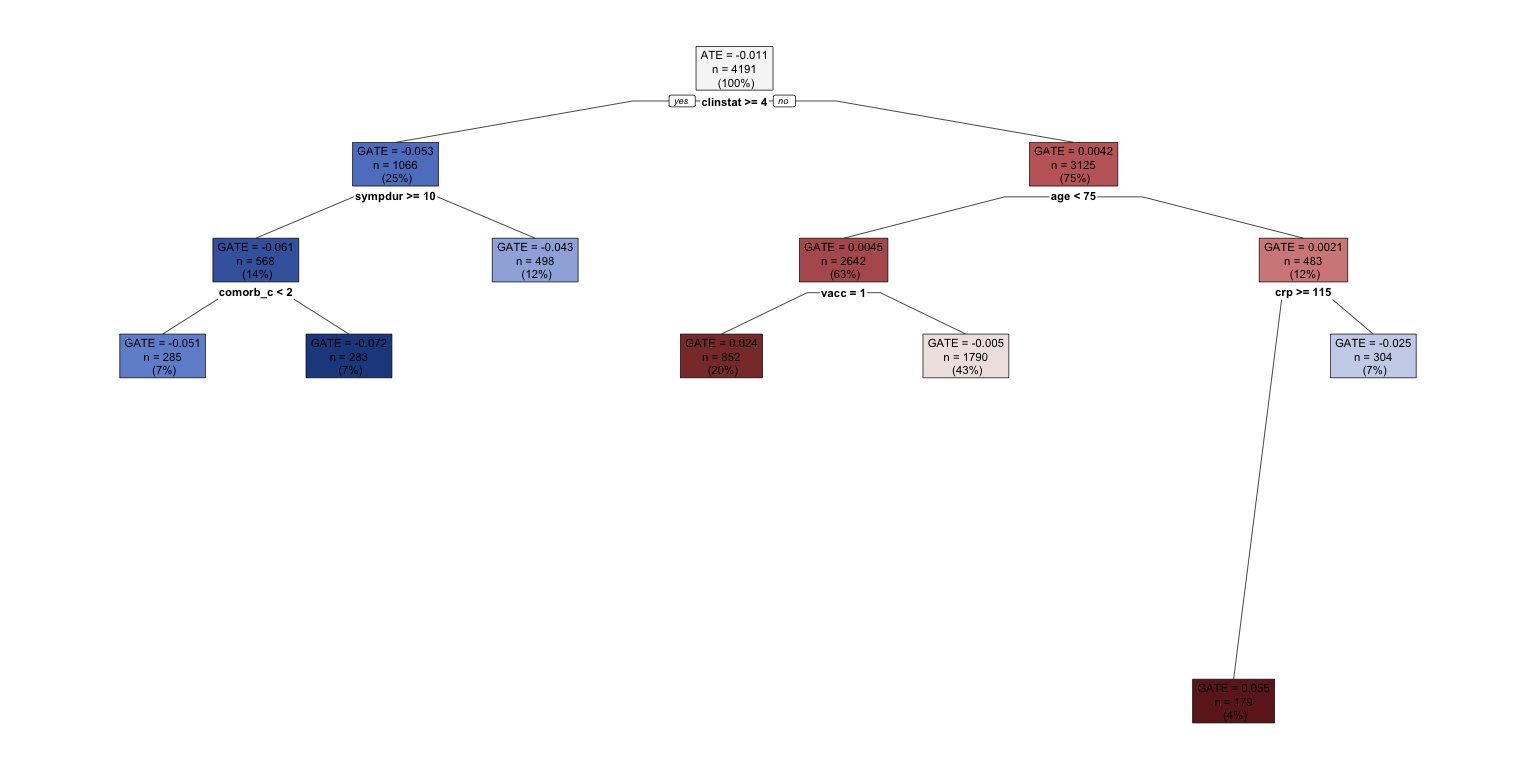 ATE = -0.011
n = 4191
(100%)
yes clinstat >= 4 no
GATE = -0.053
n = 1066
(25%)
sympdur >= 10
GATE = 0.0042
n = 3125
(75%)
age < 75
GATE = -0.061
n = 568
(14%)
comorb_c < 2
GATE = -0.043
n = 498
(12%)
GATE = 0.0045
n = 2642
(63%)
vacc = 1
GATE = 0.0021
n = 483
(12%)
crp >= 115
GATE = -0.051
n = 285
(7%)
GATE = -0.072
n = 283
(7%)
GATE = 0.024
n = 852
(20%)
GATE = -0.005
n = 1790
(43%)
GATE = -0.025
n = 304
(7%)
GATE = 0.055
n = 179
(4%)